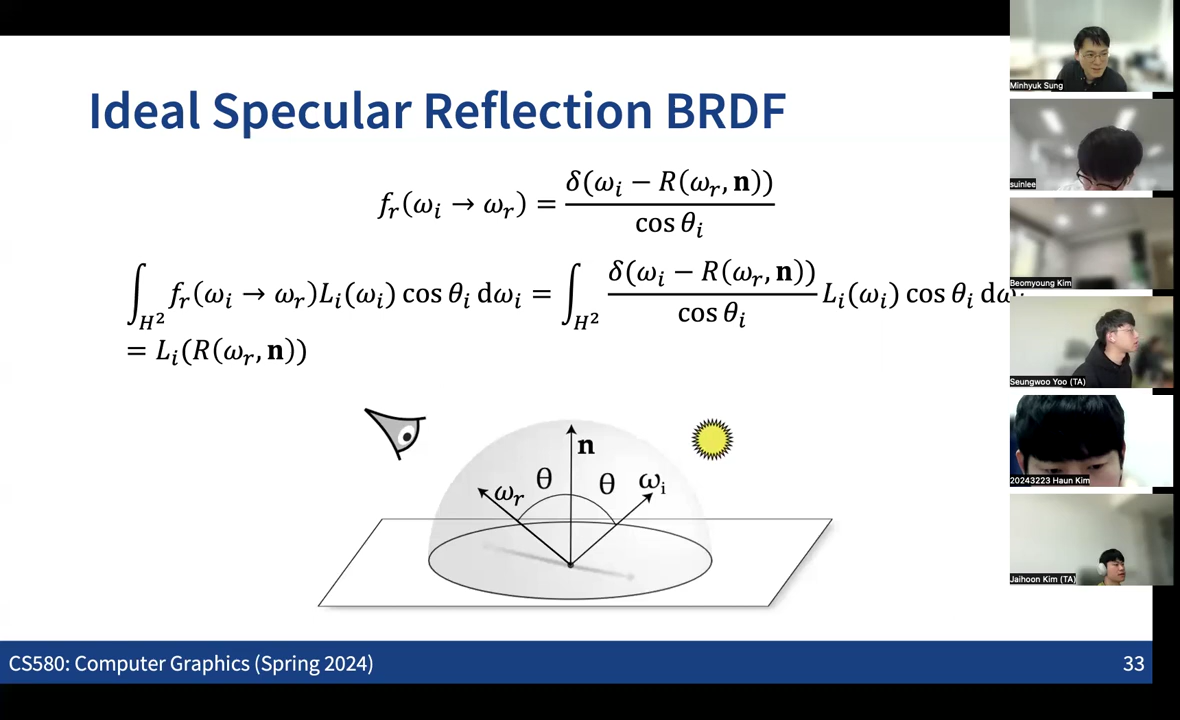 Ideal Specular Reflection BRDF
f_r(ω_i → ω_r) = δ(ω_i − R(ω_r, n)) / cos θ_i
∫_{H²} f_r(ω_i → ω_r)L_i(ω_i) cos θ_i dω_i = ∫_{H²} δ(ω_i − R(ω_r, n)) / cos θ_i L_i(ω_i) cos θ_i dω
= L_i(R(ω_r, n))
n
θ
θ
ω_r
ω_i
CS580: Computer Graphics (Spring 2024)
33
Minhyuk Sung
suinlee
Beomyoung Kim
Seungwoo Yoo (TA)
20243223 Haun Kim
Jaihoon Kim (TA)